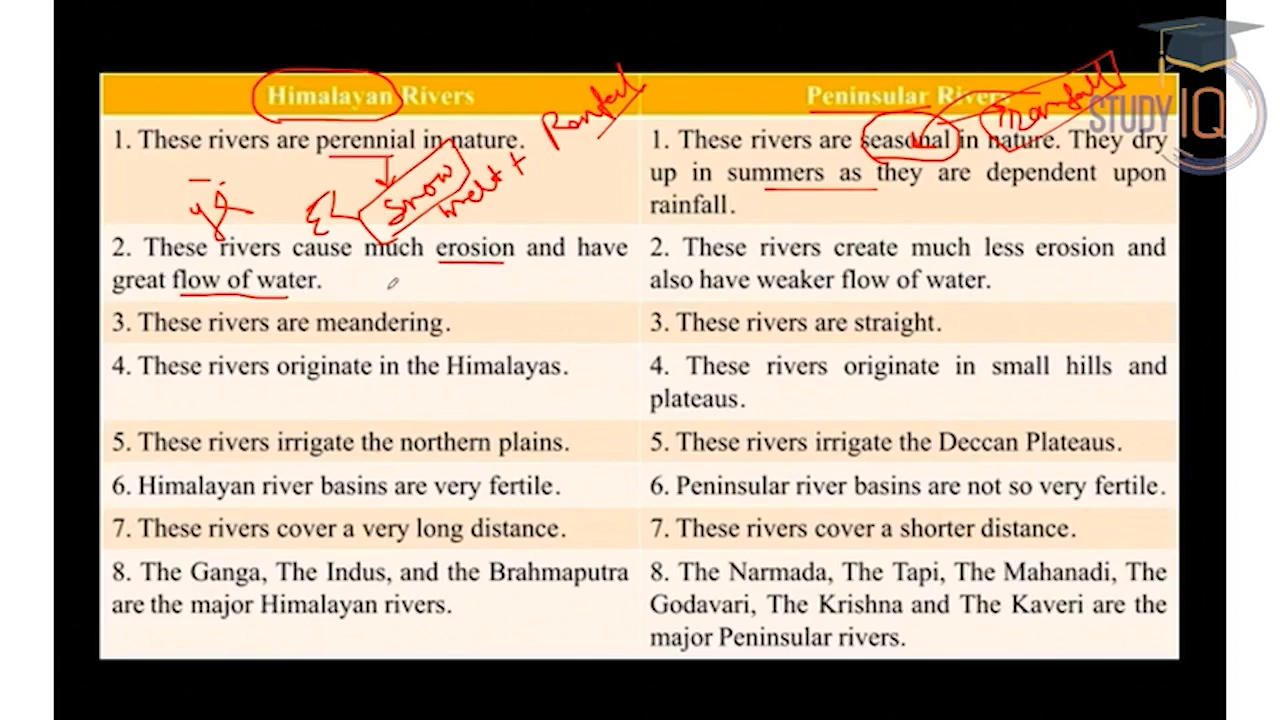 STUDY IQ
Himalayan Rivers
Peninsular Rivers
1. These rivers are perennial in nature.
Snow
melt +
Rainfall
1. These rivers are seasonal in nature. They dry
up in summers as they are dependent upon
rainfall.
Rainfall
2. These rivers cause much erosion and have
great flow of water.
2. These rivers create much less erosion and
also have weaker flow of water.
3. These rivers are meandering.
3. These rivers are straight.
4. These rivers originate in the Himalayas.
4. These rivers originate in small hills and
plateaus.
5. These rivers irrigate the northern plains.
5. These rivers irrigate the Deccan Plateaus.
6. Himalayan river basins are very fertile.
6. Peninsular river basins are not so very fertile.
7. These rivers cover a very long distance.
7. These rivers cover a shorter distance.
8. The Ganga, The Indus, and the Brahmaputra
are the major Himalayan rivers.
8. The Narmada, The Tapi, The Mahanadi, The
Godavari, The Krishna and The Kaveri are the
major Peninsular rivers.